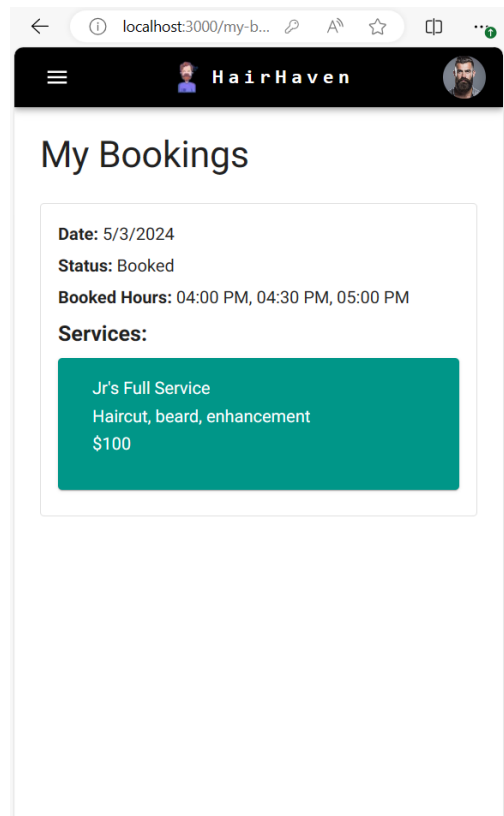 localhost:3000/my-b...
HairHaven
My Bookings
Date: 5/3/2024
Status: Booked
Booked Hours: 04:00 PM, 04:30 PM, 05:00 PM
Services:
Jr's Full Service
Haircut, beard, enhancement
$100